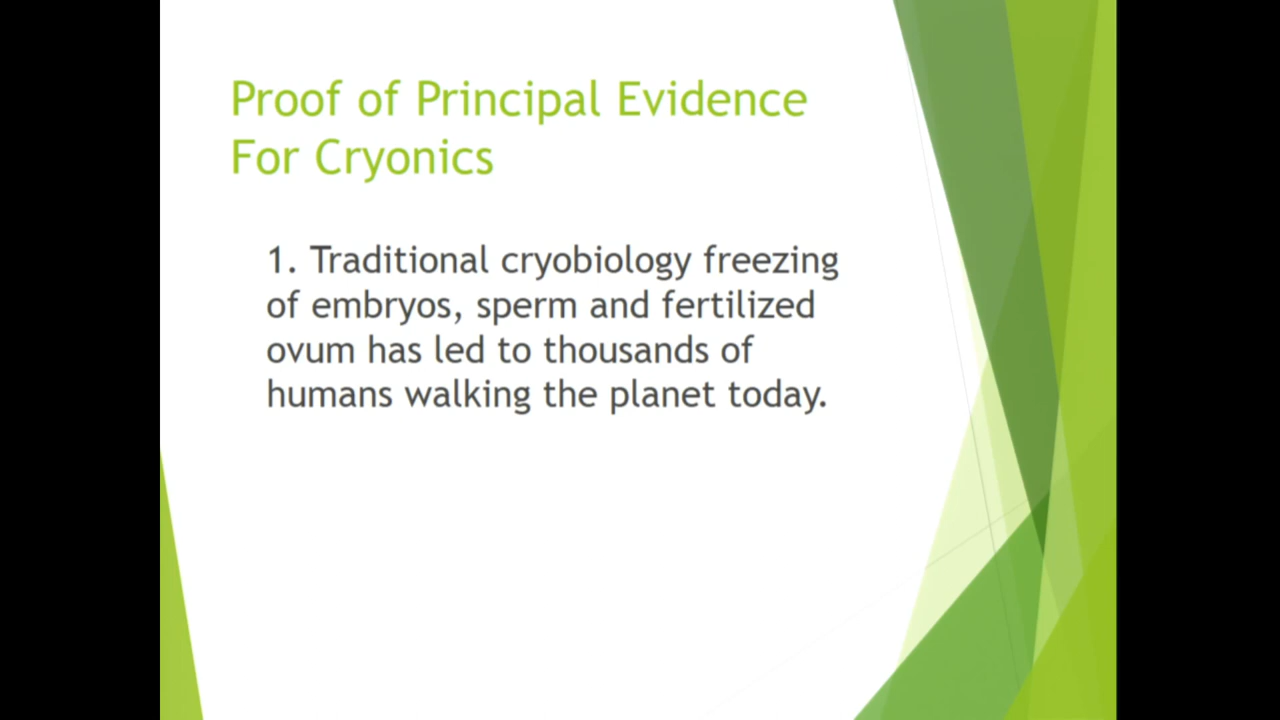 Proof of Principal Evidence
For Cryonics
1. Traditional cryobiology freezing
of embryos, sperm and fertilized
ovum has led to thousands of
humans walking the planet today.